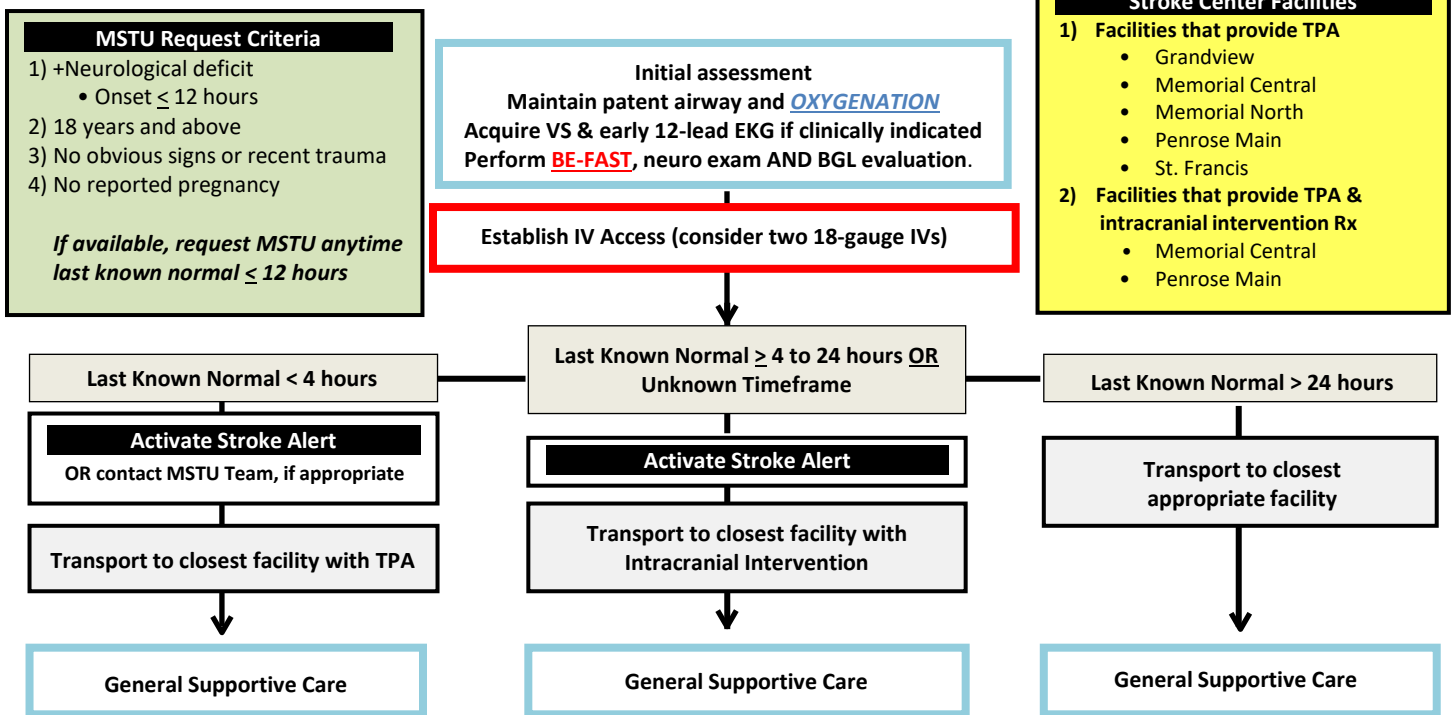 MSTU Request Criteria
1) +Neurological deficit
• Onset < 12 hours
2) 18 years and above
3) No obvious signs or recent trauma
4) No reported pregnancy
If available, request MSTU anytime
last known normal < 12 hours
Initial assessment
Maintain patent airway and OXYGENATION
Acquire VS & early 12-lead EKG if clinically indicated
Perform BE-FAST, neuro exam AND BGL evaluation.
Establish IV Access (consider two 18-gauge IVs)
Stroke Center Facilities
1) Facilities that provide TPA
• Grandview
• Memorial Central
• Memorial North
• Penrose Main
• St. Francis
2) Facilities that provide TPA &
intracranial intervention Rx
• Memorial Central
• Penrose Main
Last Known Normal < 4 hours
Activate Stroke Alert
OR contact MSTU Team, if appropriate
Transport to closest facility with TPA
General Supportive Care
Last Known Normal > 4 to 24 hours OR
Unknown Timeframe
Activate Stroke Alert
Transport to closest facility with
Intracranial Intervention
General Supportive Care
Last Known Normal > 24 hours
Transport to closest
appropriate facility
General Supportive Care